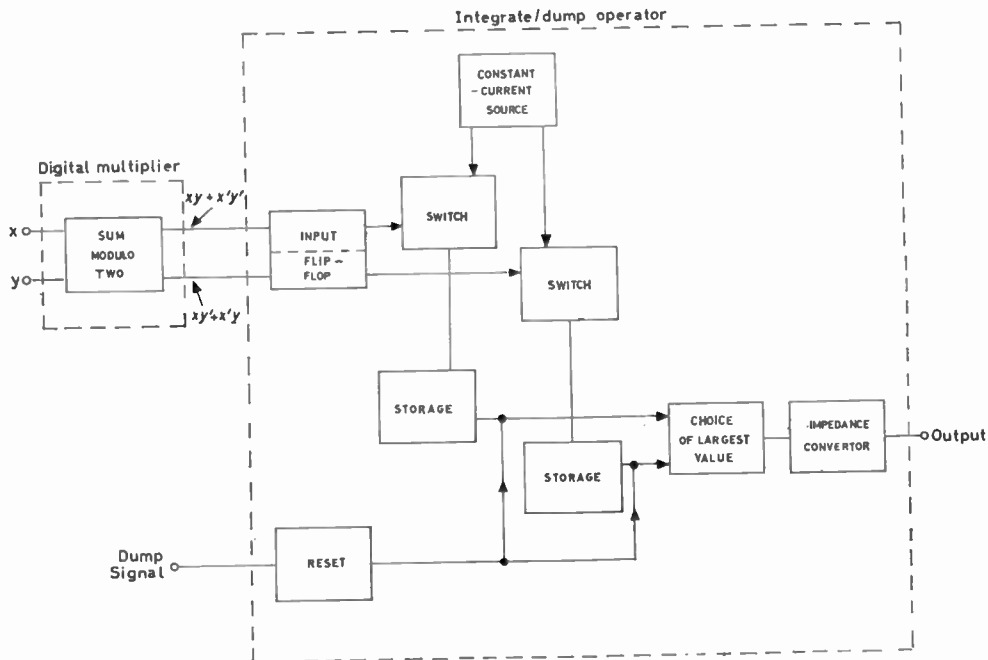 Integrate/dump operator
CONSTANT
- CURRENT
SOURCE
Digital multiplier
xy + x'y'
x
SUM
MODULO
TWO
y
xy'+x'y
INPUT
FLIP -
FLOP
SWITCH
SWITCH
STORAGE
STORAGE
CHOICE
OF LARGEST
VALUE
IMPEDANCE
CONVERTOR
Output
Dump
Signal
RESET